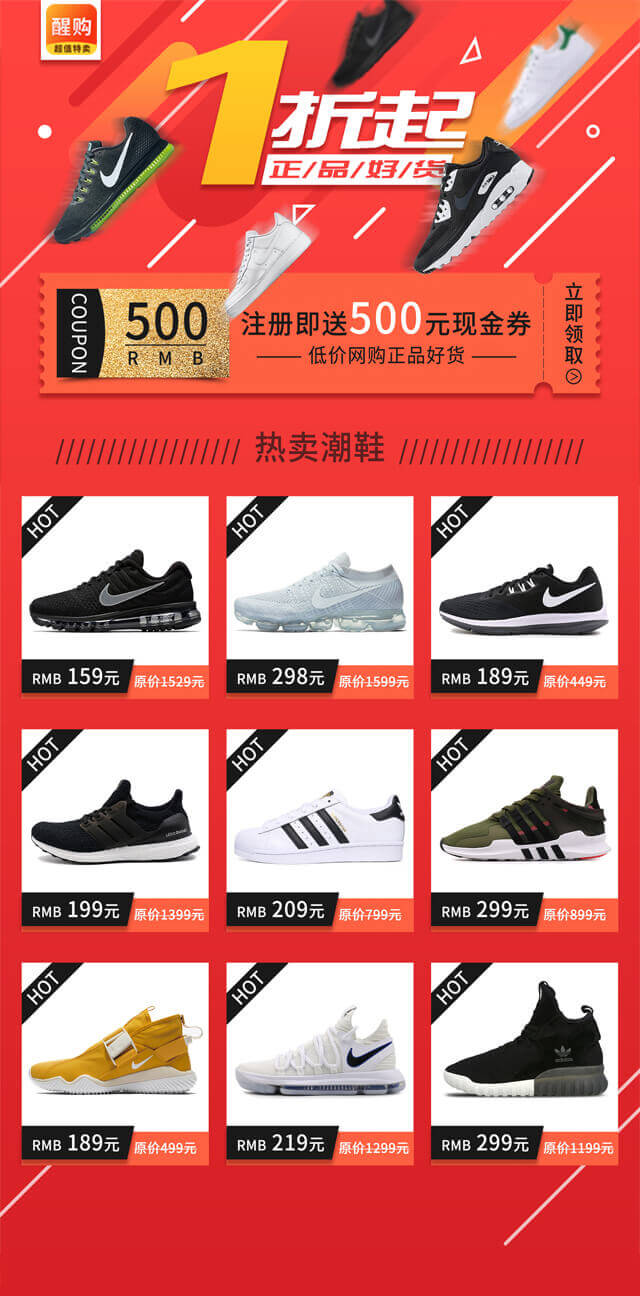 醒购
超值特卖
1折起
正/品/好/货
COUPON
500
RMB
注册即送500元现金券
低价网购正品好货
立即领取
热卖潮鞋
HOT
HOT
HOT
RMB 159元 原价1529元
RMB 298元 原价1599元
RMB 189元 原价449元
HOT
HOT
HOT
RMB 199元 原价1399元
RMB 209元 原价799元
RMB 299元 原价899元
HOT
HOT
HOT
adidas
RMB 189元 原价499元
RMB 219元 原价1299元
RMB 299元 原价1199元